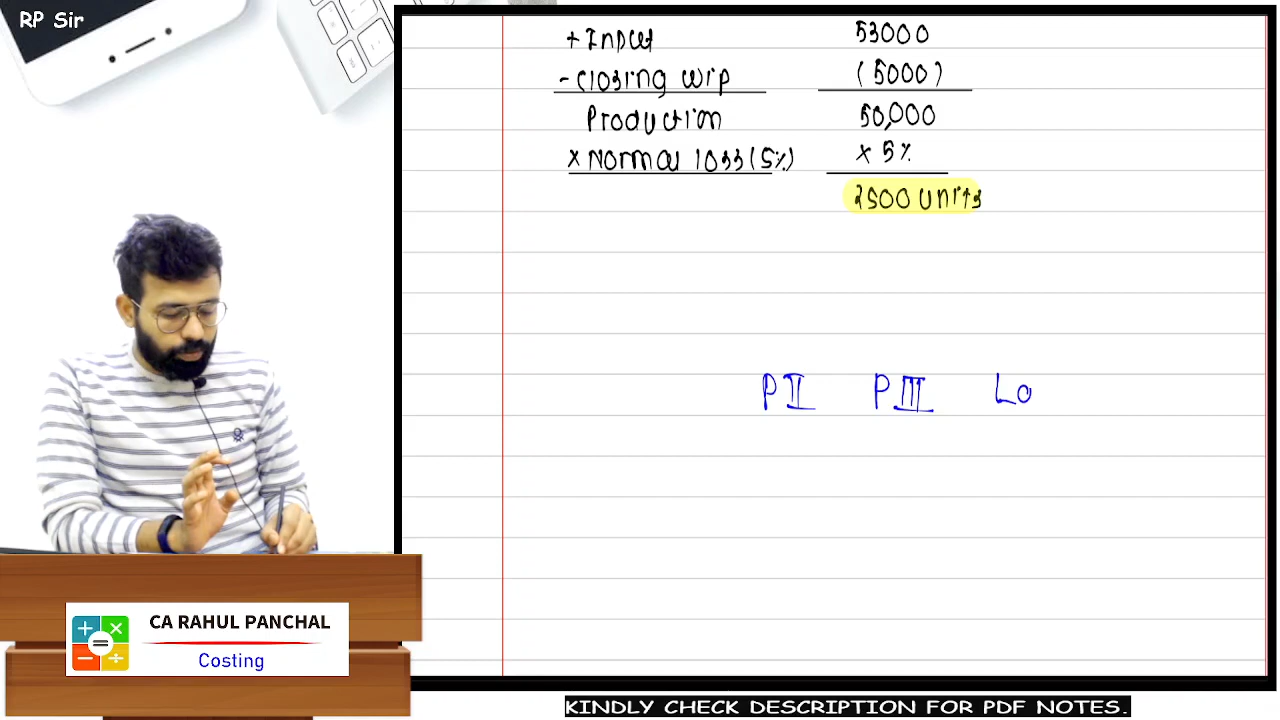 RP Sir
+ Input 53000
- Closing WIP (5000)
Production 50,000
x Normal loss (5%) x 5%
2500 units
P II P III Lo
CA RAHUL PANCHAL
Costing
KINDLY CHECK DESCRIPTION FOR PDF NOTES.